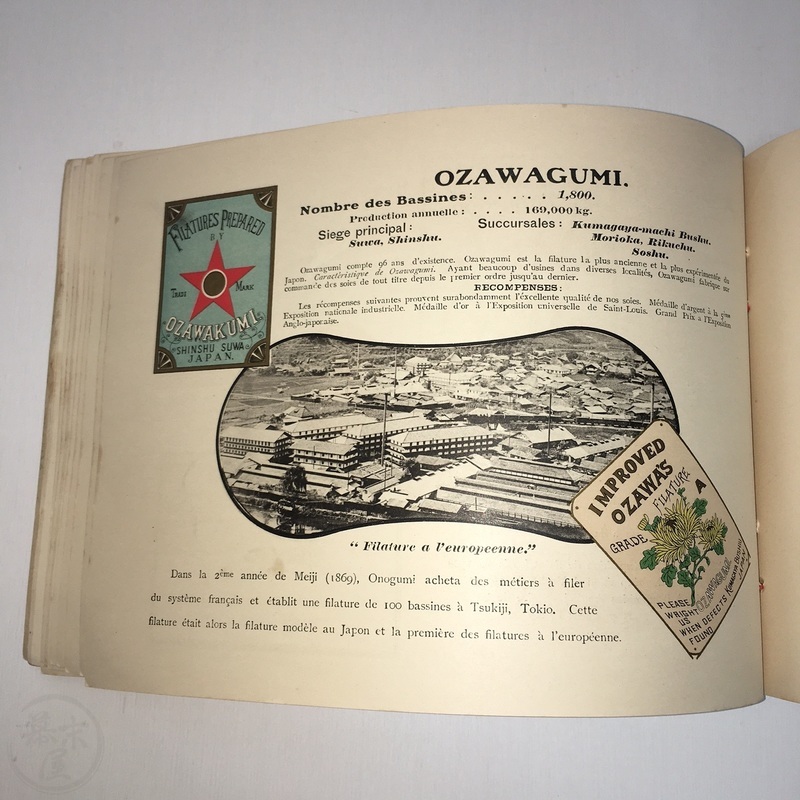 OZAWAGUMI.
Nombre des Bassines : . . . . . 1,800.
Production annuelle : . . . . 169,000 kg.
Siege principal :
Suwa, Shinshu.
Succursales : Kumagaya-machi Bushu.
Morioka, Rikuchu.
Soshu.
Ozawagumi compte 96 ans d'existence. Ozawagumi est la filature la plus ancienne et la plus expérimentée du
Japon. Caractéristique de Ozawagumi. Ayant beaucoup d'usines dans diverses localités, Ozawagumi fabrique sur
commande des soies de tout titre depuis le premier ordre jusqu'au dernier.
RECOMPENSES :
Les récompenses suivantes prouvent surabondamment l'éxcellente qualité de nos soies. Médaille d'argent à la 5me
Exposition nationale industrielle. Médaille d'or à l'Exposition universelle de Saint-Louis. Grand Prix à l'Exposition
Anglo-japonaise.
FILATURES PREPARED
BY
TRADE MARK
OZAWAKUMI
SHINSHU SUWA
JAPAN.
IMPROVED
OZAWA'S
FILATURE
GRADE A
PLEASE
WRIGHT
US
WHEN DEFECTS
FOUND
OZAWAGUMI
KUMAGAYA BUSHU
JAPAN
" Filature a l'europeenne."
Dans la 2ème année de Meiji (1869), Onogumi acheta des métiers à filer
du système français et établit une filature de 100 bassines à Tsukiji, Tokio. Cette
filature était alors la filature modèle au Japon et la première des filatures à l'européenne.